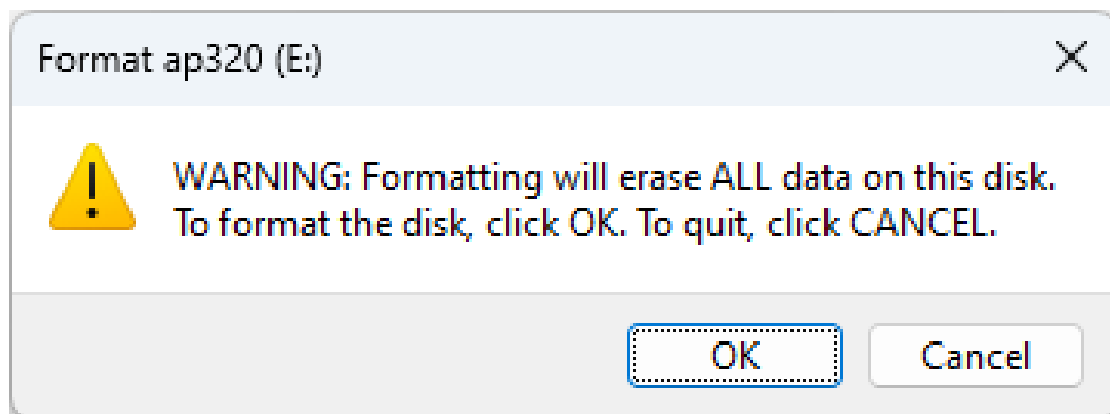 Format ap320 (E:)
WARNING: Formatting will erase ALL data on this disk.
To format the disk, click OK. To quit, click CANCEL.
OK
Cancel